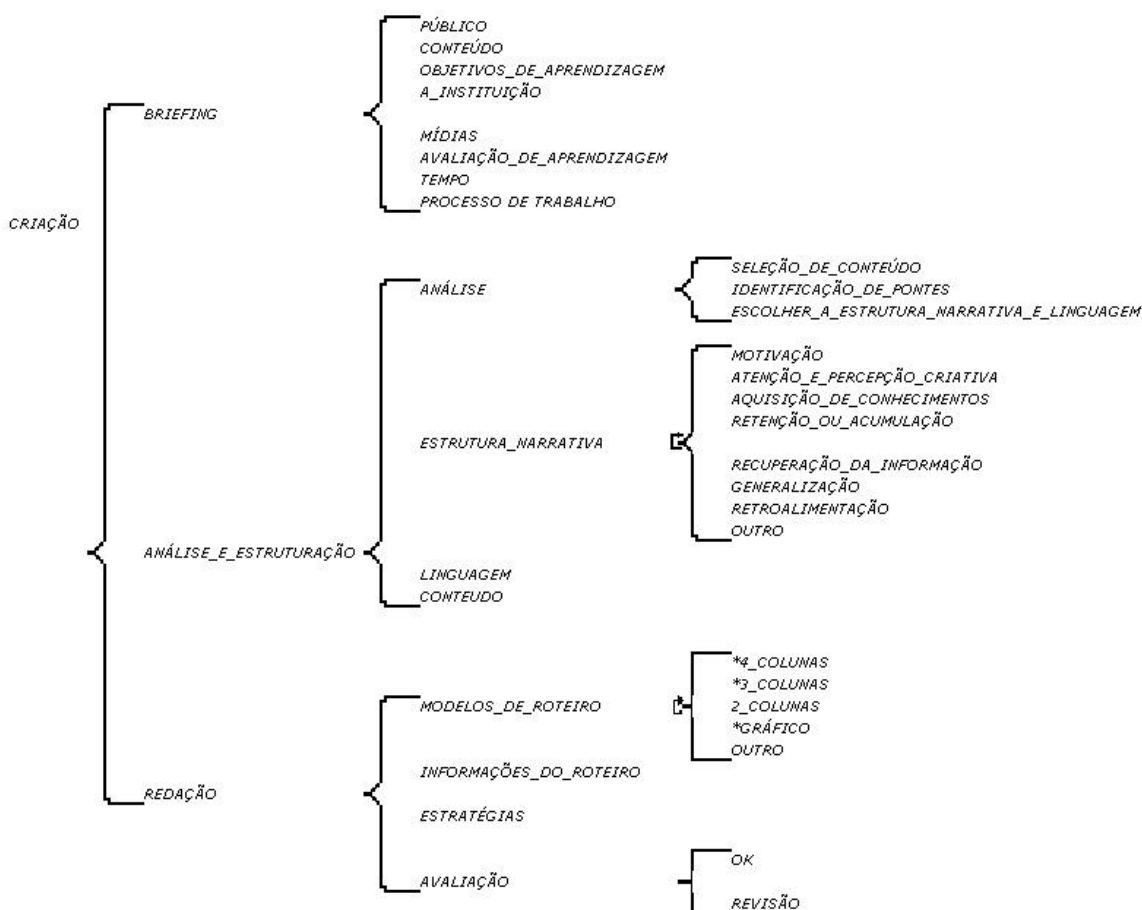 CRIAÇÃO
BRIEFING
PÚBLICO
CONTEÚDO
OBJETIVOS_DE_APRENDIZAGEM
A_INSTITUIÇÃO
MÍDIAS
AVALIAÇÃO_DE_APRENDIZAGEM
TEMPO
PROCESSO DE TRABALHO
ANÁLISE_E_ESTRUTURAÇÃO
ANÁLISE
SELEÇÃO_DE_CONTEÚDO
IDENTIFICAÇÃO_DE_PONTES
ESCOLHER_A_ESTRUTURA_NARRATIVA_E_LINGUAGEM
ESTRUTURA_NARRATIVA
MOTIVAÇÃO
ATENÇÃO_E_PERCEPÇÃO_CRIATIVA
AQUISIÇÃO_DE_CONHECIMENTOS
RETENÇÃO_OU_ACUMULAÇÃO
RECUPERAÇÃO_DA_INFORMAÇÃO
GENERALIZAÇÃO
RETROALIMENTAÇÃO
OUTRO
LINGUAGEM
CONTEUDO
REDAÇÃO
MODELOS_DE_ROTEIRO
*4_COLUNAS
*3_COLUNAS
2_COLUNAS
*GRÁFICO
OUTRO
INFORMAÇÕES_DO_ROTEIRO
ESTRATÉGIAS
AVALIAÇÃO
OK
REVISÃO